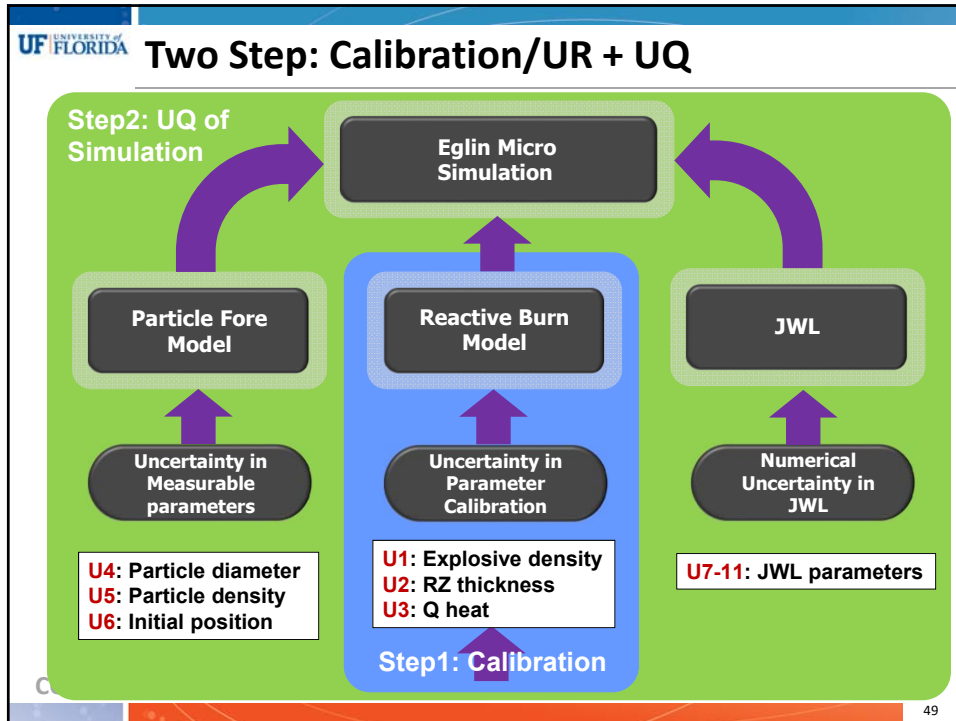 UF UNIVERSITY of FLORIDA
Two Step: Calibration/UR + UQ
Step2: UQ of
Simulation
Eglin Micro
Simulation
Particle Fore
Model
Reactive Burn
Model
JWL
Uncertainty in
Measurable
parameters
Uncertainty in
Parameter
Calibration
Numerical
Uncertainty in
JWL
U4: Particle diameter
U5: Particle density
U6: Initial position
U1: Explosive density
U2: RZ thickness
U3: Q heat
U7-11: JWL parameters
Step1: Calibration
49